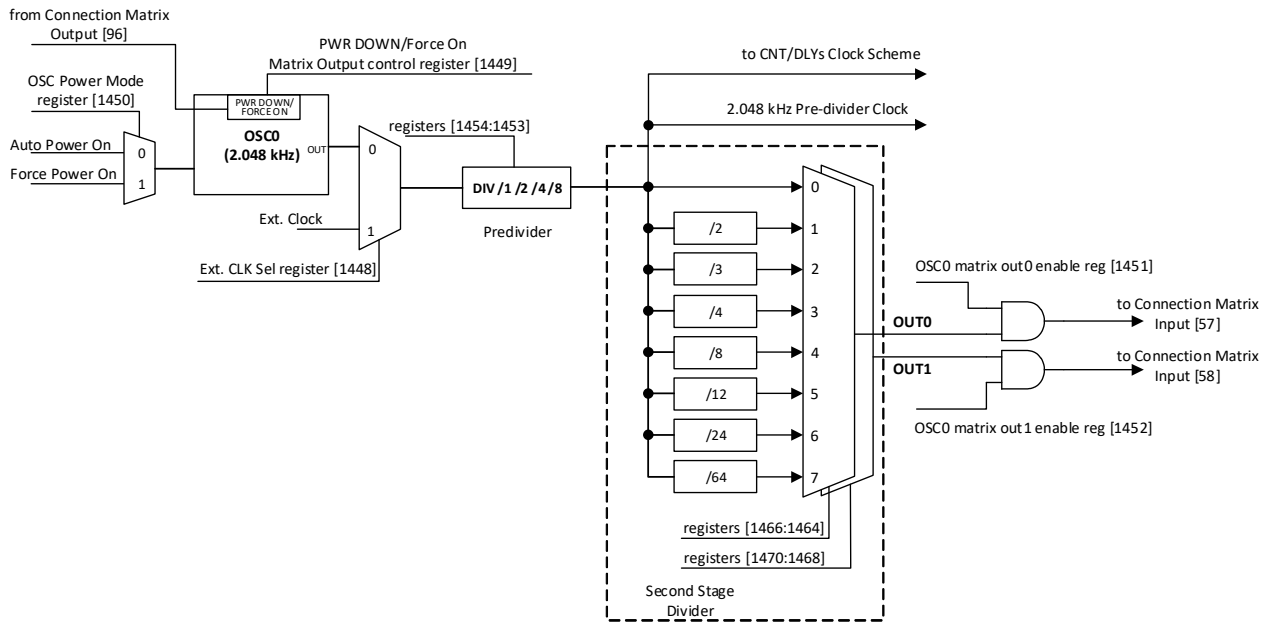 from Connection Matrix
Output [96]
PWR DOWN/Force On
Matrix Output control register [1449]
OSC Power Mode
register [1450]
PWR DOWN/
FORCE ON
OSC0
(2.048 kHz)
OUT
Auto Power On
0
Force Power On
1
0
Ext. Clock
1
Ext. CLK Sel register [1448]
registers [1454:1453]
DIV /1 /2 /4 /8
Predivider
to CNT/DLYs Clock Scheme
2.048 kHz Pre-divider Clock
0
/2
1
/3
2
/4
3
/8
4
/12
5
/24
6
/64
7
registers [1466:1464]
registers [1470:1468]
Second Stage
Divider
OSC0 matrix out0 enable reg [1451]
OUT0
to Connection Matrix
Input [57]
OUT1
to Connection Matrix
Input [58]
OSC0 matrix out1 enable reg [1452]